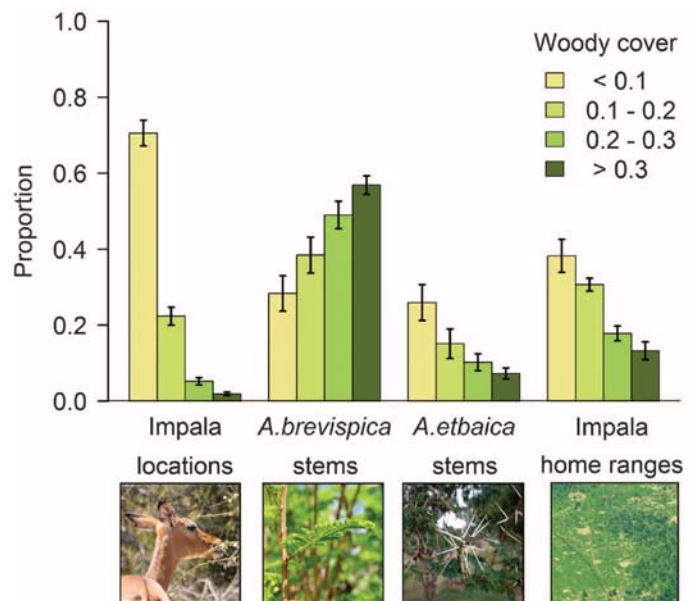 Proportion
1.0
0.8
0.6
0.4
0.2
0.0
Woody cover
< 0.1
0.1 - 0.2
0.2 - 0.3
> 0.3
Impala
locations
A.brevispica
stems
A.etbaica
stems
Impala
home ranges